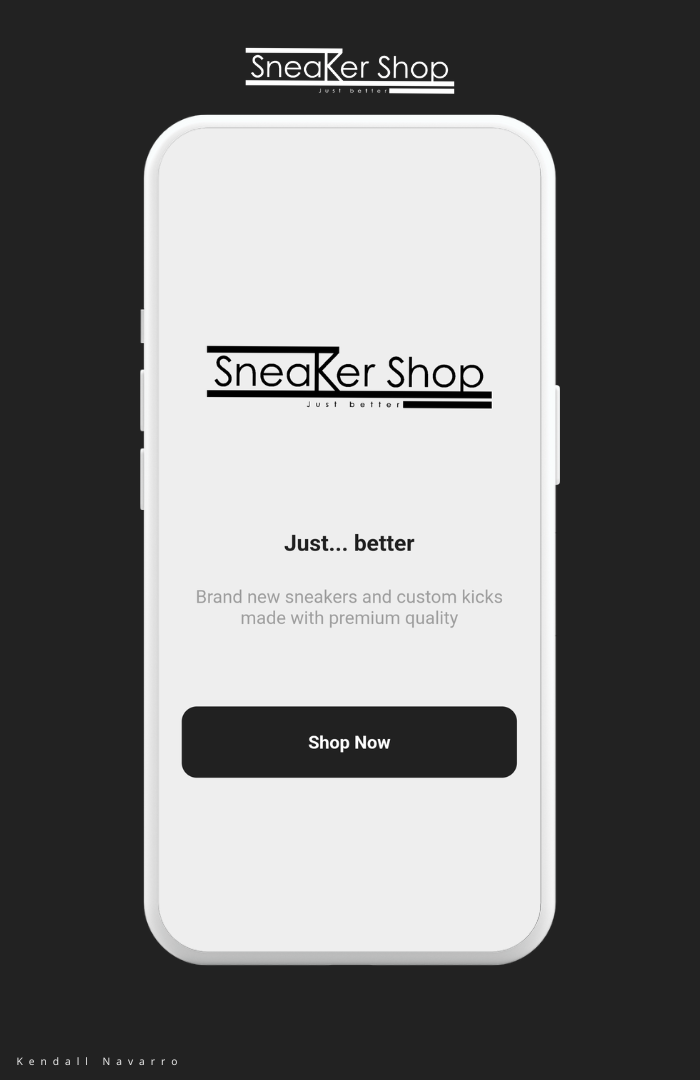 SneaKer Shop
Just better
SneaKer Shop
Just better
Just... better
Brand new sneakers and custom kicks
made with premium quality
Shop Now
Kendall Navarro